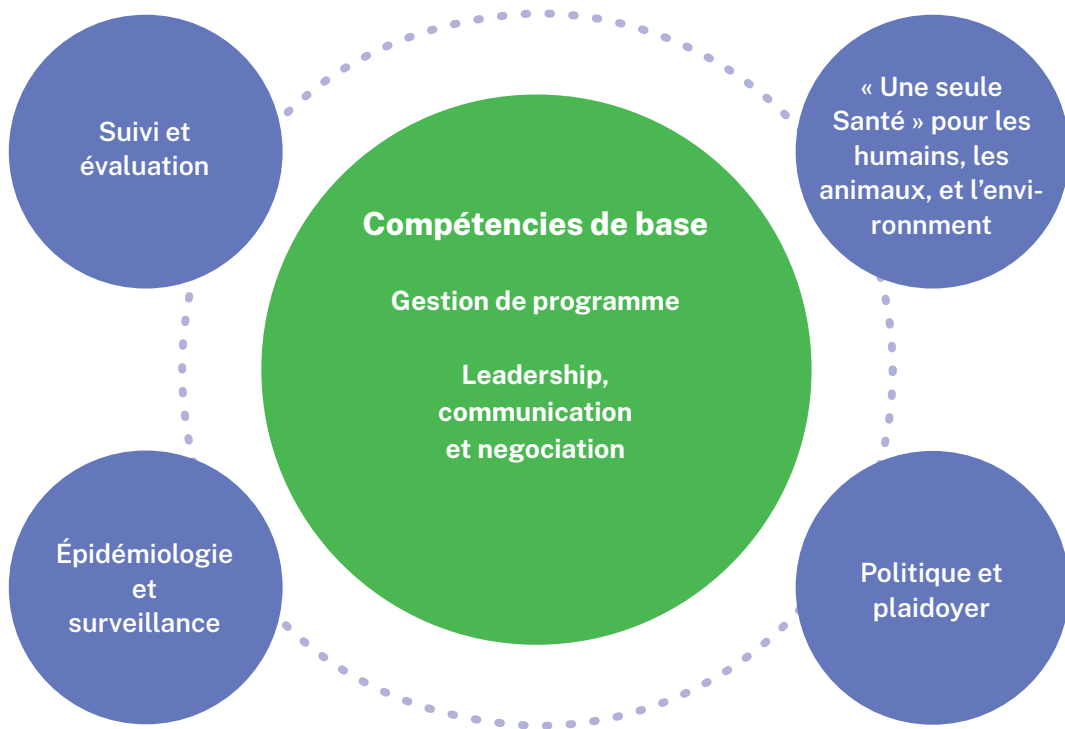 Suivi et
évaluation
« Une seule
Santé » pour les
humains, les
animaux, et l’envi-
ronnment
Compétencies de base
Gestion de programme
Leadership,
communication
et negociation
Épidémiologie
et
surveillance
Politique et
plaidoyer